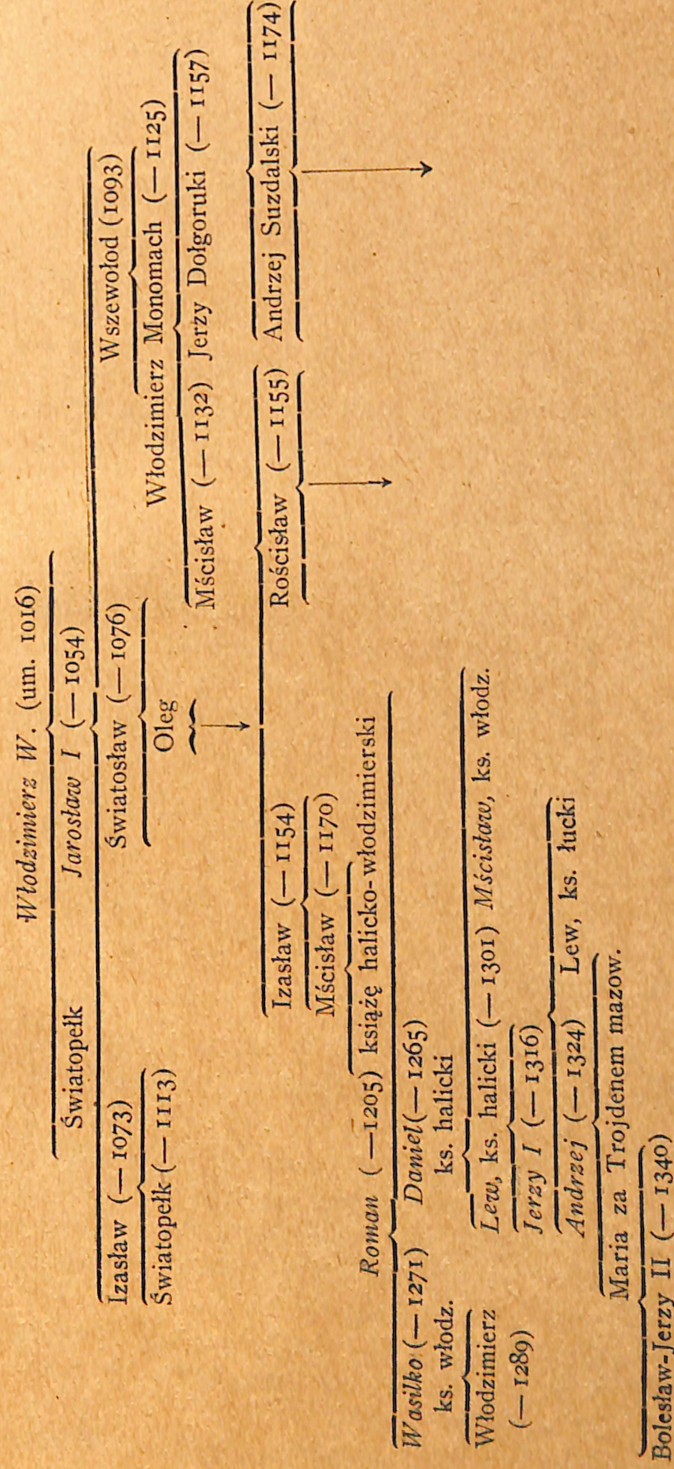 Włodzimierz W. (um. 1016)
Światopełk Jarosław I (— 1054)
Izasław (— 1073) Światosław (— 1076) Wszewołod (1093)
Światopełk (— 1113) Oleg Włodzimierz Monomach (— 1125)
Mścisław (— 1132) Jerzy Dołgoruki (— 1157)
Izasław (— 1154) Rościsław (— 1155) Andrzej Suzdalski (— 1174)
Mścisław (— 1170)
Roman (—1205) książę halicko-włodzimierski
Wasilko (— 1271) Daniel (— 1265)
ks. włodz. ks. halicki
Włodzimierz Lew, ks. halicki (— 1301) Mścisław, ks. włodz.
(— 1289) Jerzy I (— 1316)
Andrzej (— 1324) Lew, ks. łucki
Maria za Trojdenem mazow.
Bolesław-Jerzy II (— 1340)